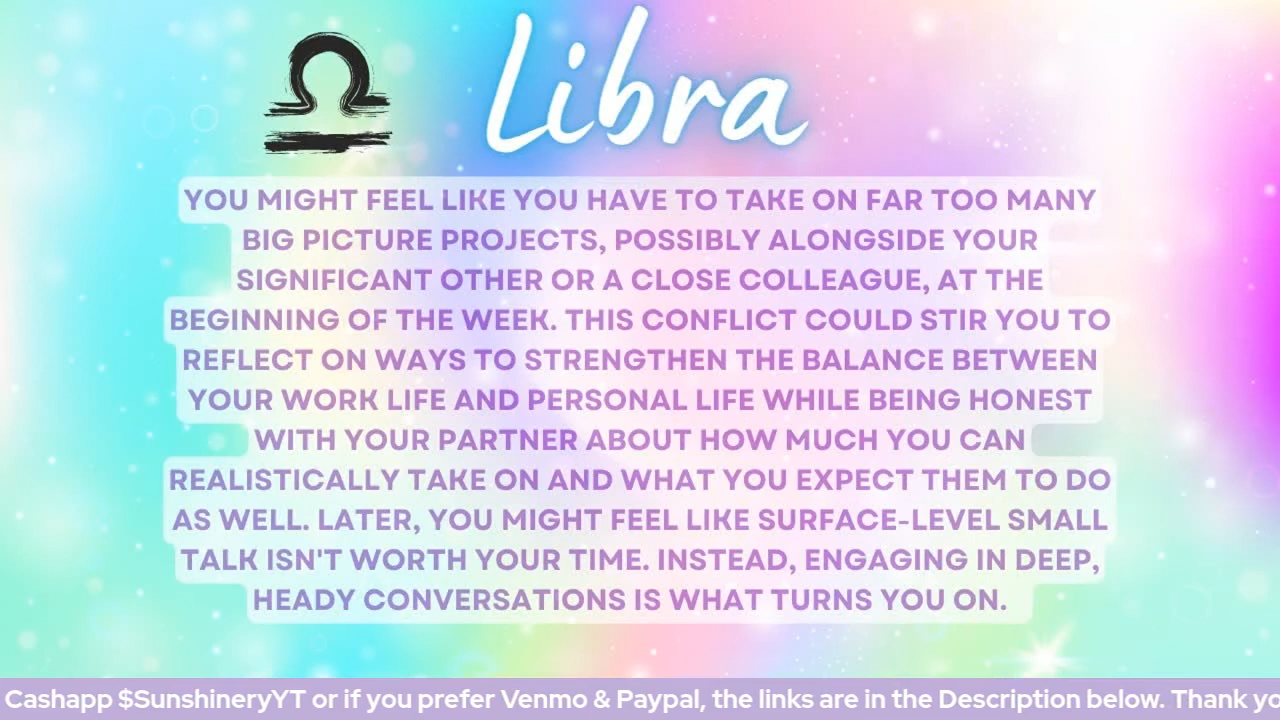 Libra
YOU MIGHT FEEL LIKE YOU HAVE TO TAKE ON FAR TOO MANY
BIG PICTURE PROJECTS, POSSIBLY ALONGSIDE YOUR
SIGNIFICANT OTHER OR A CLOSE COLLEAGUE, AT THE
BEGINNING OF THE WEEK. THIS CONFLICT COULD STIR YOU TO
REFLECT ON WAYS TO STRENGTHEN THE BALANCE BETWEEN
YOUR WORK LIFE AND PERSONAL LIFE WHILE BEING HONEST
WITH YOUR PARTNER ABOUT HOW MUCH YOU CAN
REALISTICALLY TAKE ON AND WHAT YOU EXPECT THEM TO DO
AS WELL. LATER, YOU MIGHT FEEL LIKE SURFACE-LEVEL SMALL
TALK ISN'T WORTH YOUR TIME. INSTEAD, ENGAGING IN DEEP,
HEADY CONVERSATIONS IS WHAT TURNS YOU ON.
Cashapp $SunshineryYT or if you prefer Venmo & Paypal, the links are in the Description below. Thank yo